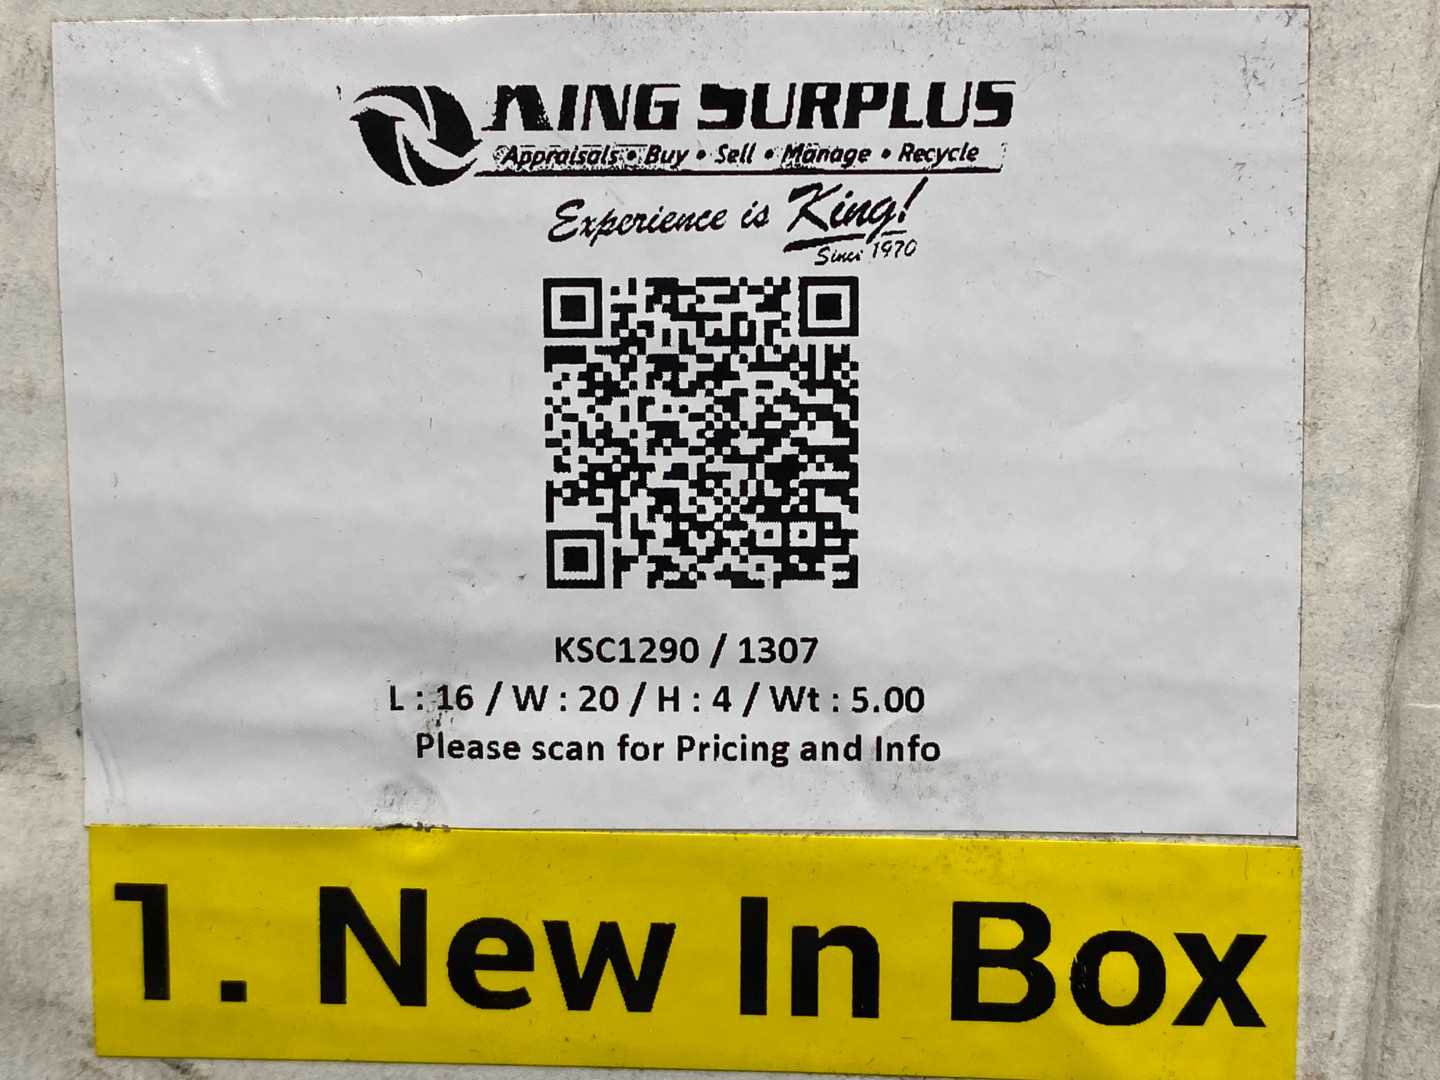 KING SURPLUS
Appraisals • Buy • Sell • Manage • Recycle
Experience is King!
Since 1970
KSC1290 / 1307
L : 16 / W : 20 / H : 4 / Wt : 5.00
Please scan for Pricing and Info
1. New In Box